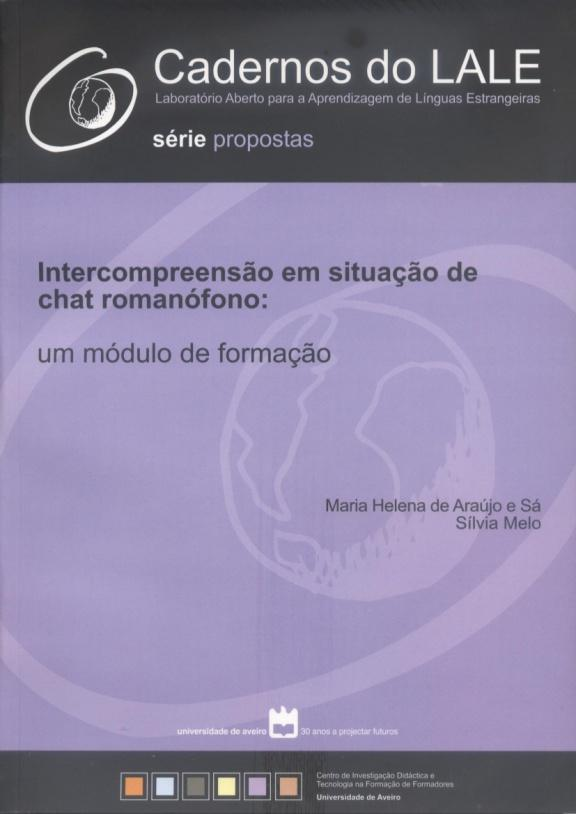 Cadernos do LALE
Laboratório Aberto para a Aprendizagem de Línguas Estrangeiras
série propostas
Intercompreensão em situação de
chat romanófono:
um módulo de formação
Maria Helena de Araújo e Sá
Sílvia Melo
universidade de aveiro 30 anos a projectar futuros
Centro de Investigação Didáctica e
Tecnologia na Formação de Formadores
Universidade de Aveiro